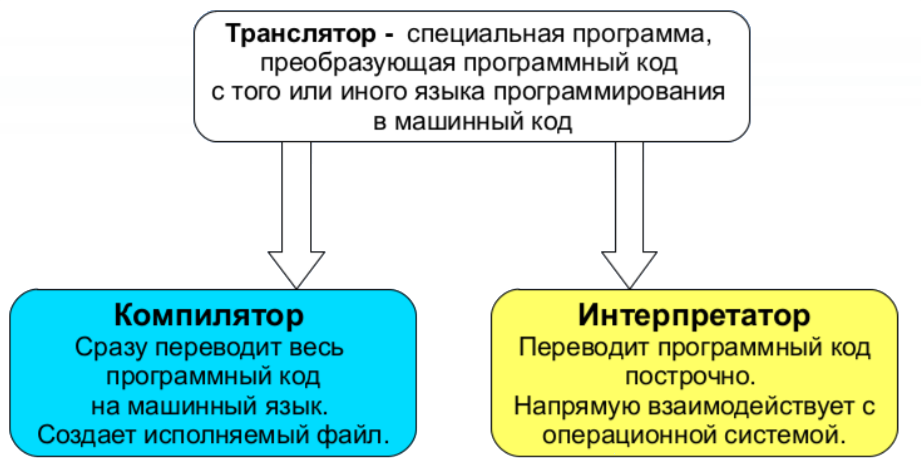 Транслятор - специальная программа,
преобразующая программный код
с того или иного языка программирования
в машинный код
Компилятор
Сразу переводит весь
программный код
на машинный язык.
Создает исполняемый файл.
Интерпретатор
Переводит программный код
построчно.
Напрямую взаимодействует с
операционной системой.